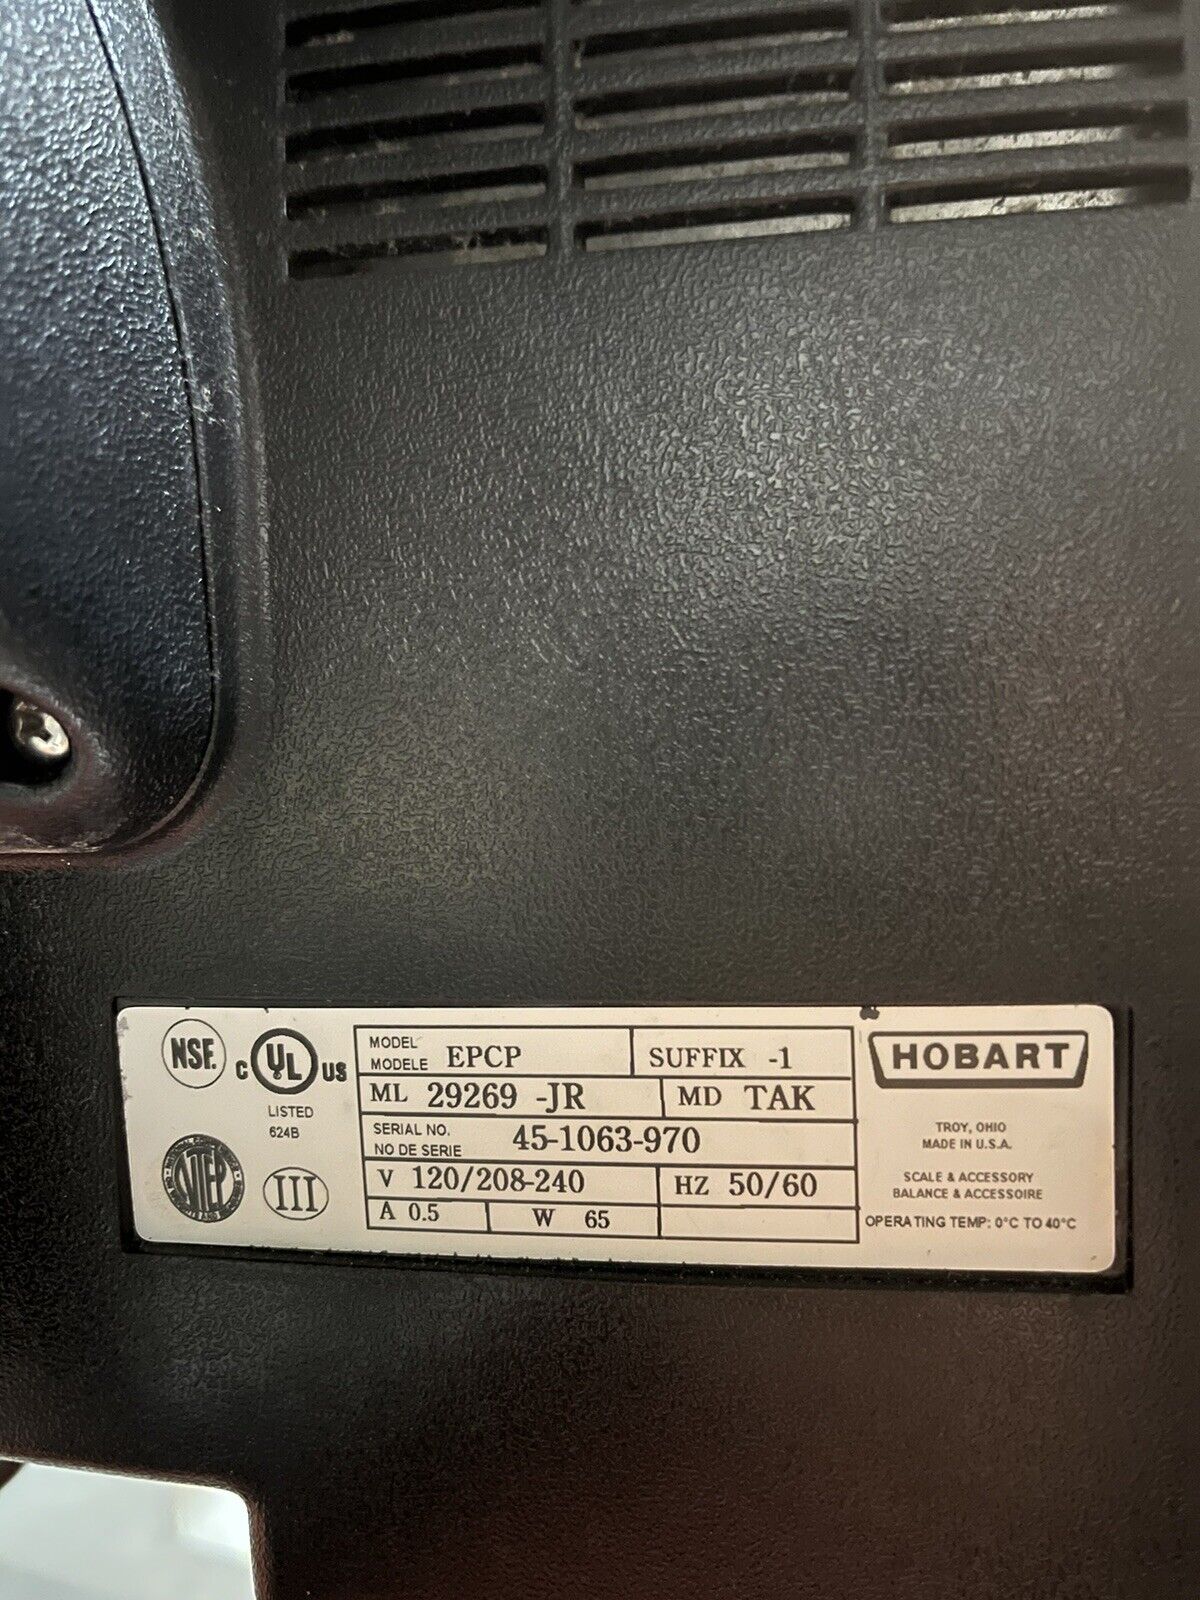 NSF.
C UL US
LISTED
624B
NTEP
III
MODEL
MODELE EPCP
SUFFIX -1
ML 29269 -JR
MD TAK
SERIAL NO.
NO DE SERIE 45-1063-970
V 120/208-240
HZ 50/60
A 0.5
W 65
HOBART
TROY, OHIO
MADE IN U.S.A.
SCALE & ACCESSORY
BALANCE & ACCESSOIRE
OPERATING TEMP: 0°C TO 40°C